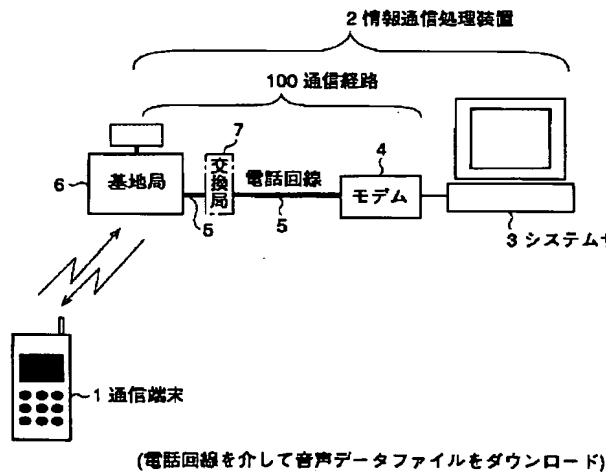 2 情報通信処理装置
100 通信経路
7
4
6
基地局
交換局
電話回線
モデム
5
5
3 システムサ
1 通信端末
(電話回線を介して音声データファイルをダウンロード)